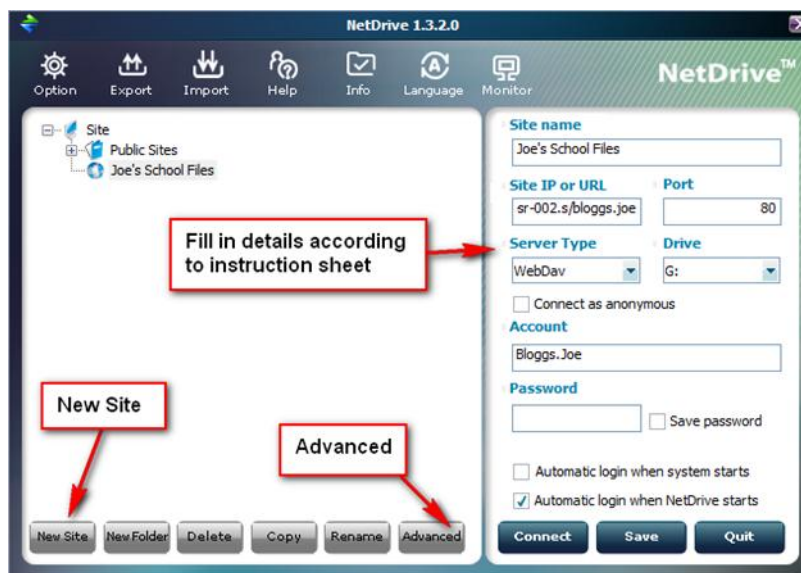 NetDrive 1.3.2.0
Option Export Import Help Info Language Monitor
NetDrive™
Site
Public Sites
Joe's School Files
Site name
Joe's School Files
Site IP or URL Port
sr-002.s/bloggs.joe 80
Fill in details according
to instruction sheet
Server Type Drive
WebDav G:
Connect as anonymous
Account
Bloggs.Joe
Password
Save password
New Site
Advanced
Automatic login when system starts
Automatic login when NetDrive starts
New Site New Folder Delete Copy Rename Advanced
Connect Save Quit